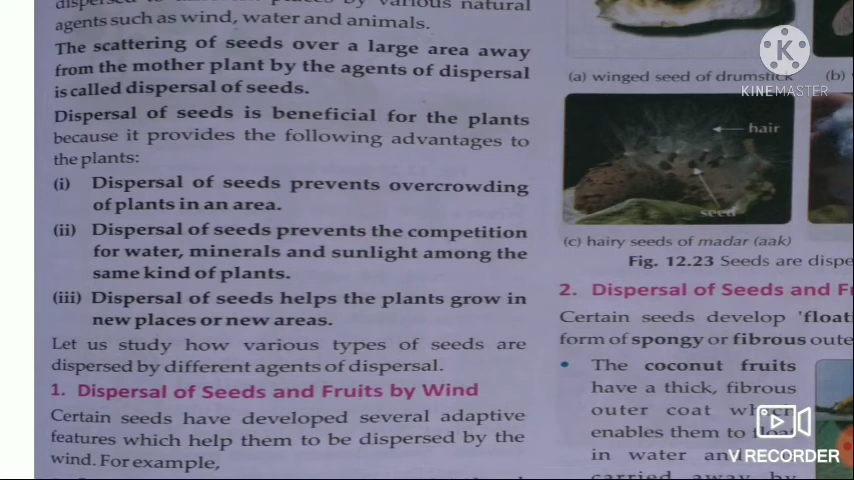 agents such as wind, water and animals.
The scattering of seeds over a large area away
from the mother plant by the agents of dispersal
is called dispersal of seeds.
Dispersal of seeds is beneficial for the plants
because it provides the following advantages to
the plants:
(i) Dispersal of seeds prevents overcrowding
of plants in an area.
(ii) Dispersal of seeds prevents the competition
for water, minerals and sunlight among the
same kind of plants.
(iii) Dispersal of seeds helps the plants grow in
new places or new areas.
Let us study how various types of seeds are
dispersed by different agents of dispersal.
1. Dispersal of Seeds and Fruits by Wind
Certain seeds have developed several adaptive
features which help them to be dispersed by the
wind. For example,
(a) winged seed of drumstick (b)
hair
seed
(c) hairy seeds of madar (aak)
Fig. 12.23 Seeds are dispe
2. Dispersal of Seeds and F
Certain seeds develop 'float
form of spongy or fibrous oute
• The coconut fruits
have a thick, fibrous
outer coat
enables them to
in water
carried away by
K
KINEMASTER
V RECORDER